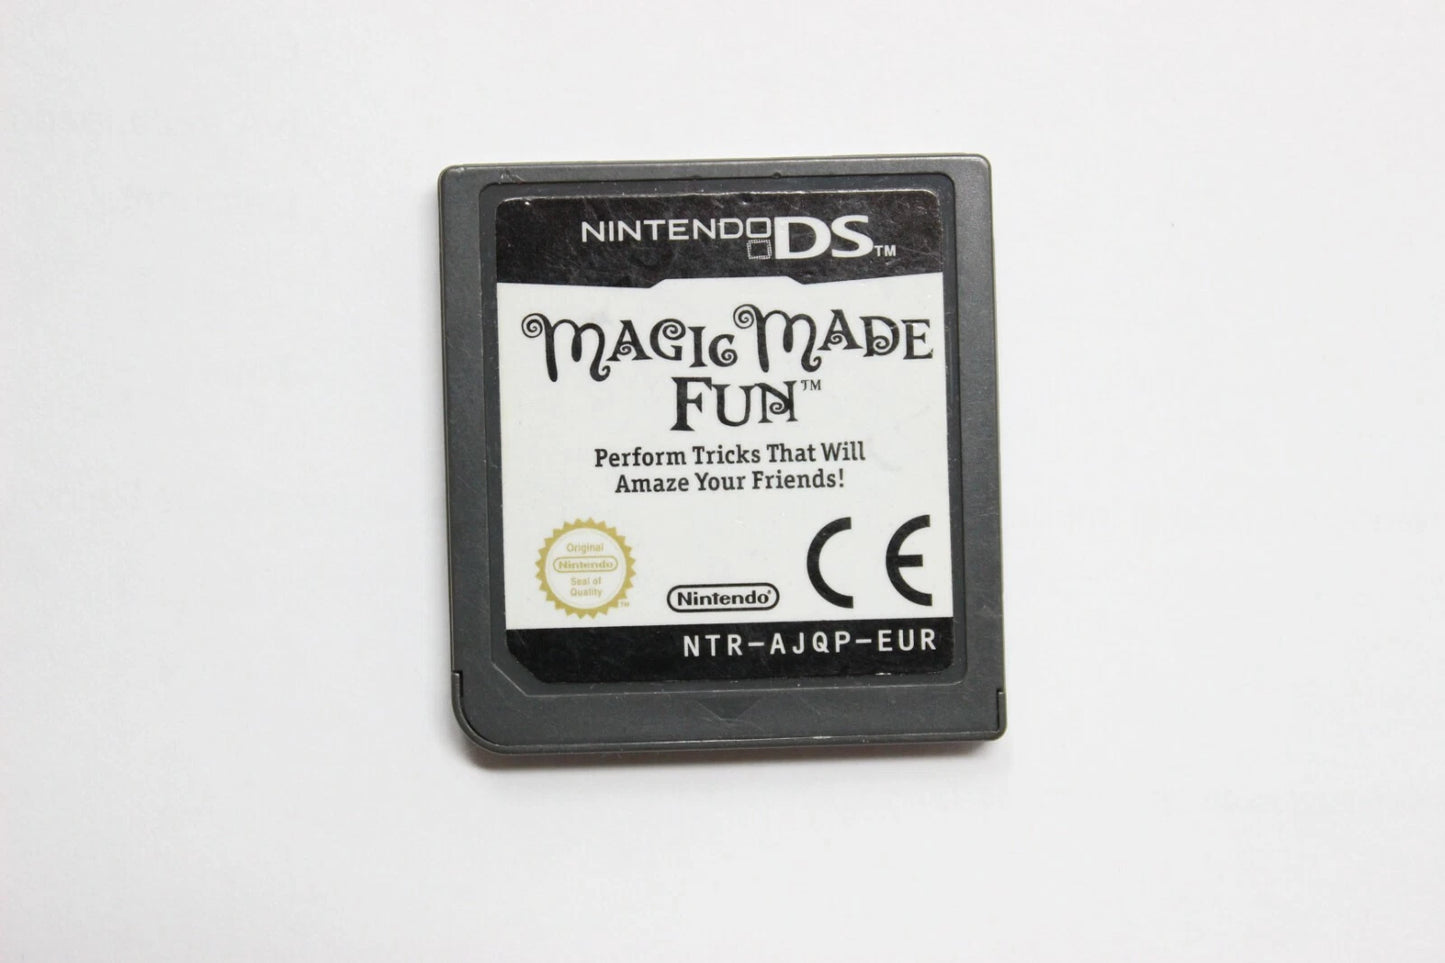 NINTENDO DS™
MAGIC MADE
FUN™
Perform Tricks That Will
Amaze Your Friends!
Original
Nintendo
Seal of
Quality
TM
Nintendo®
CE
NTR-AJQP-EUR